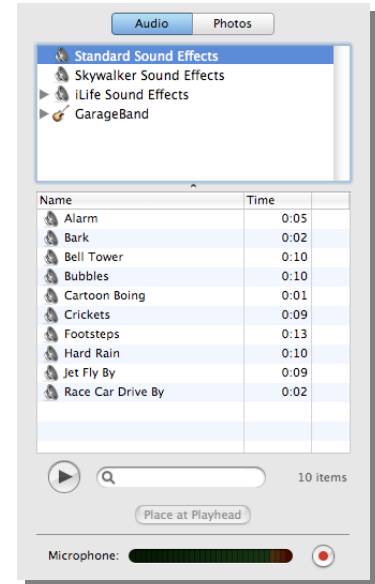 Audio Photos
Standard Sound Effects
Skywalker Sound Effects
iLife Sound Effects
GarageBand
Name Time
Alarm 0:05
Bark 0:02
Bell Tower 0:10
Bubbles 0:10
Cartoon Boing 0:01
Crickets 0:09
Footsteps 0:13
Hard Rain 0:10
Jet Fly By 0:09
Race Car Drive By 0:02
10 items
Place at Playhead
Microphone: